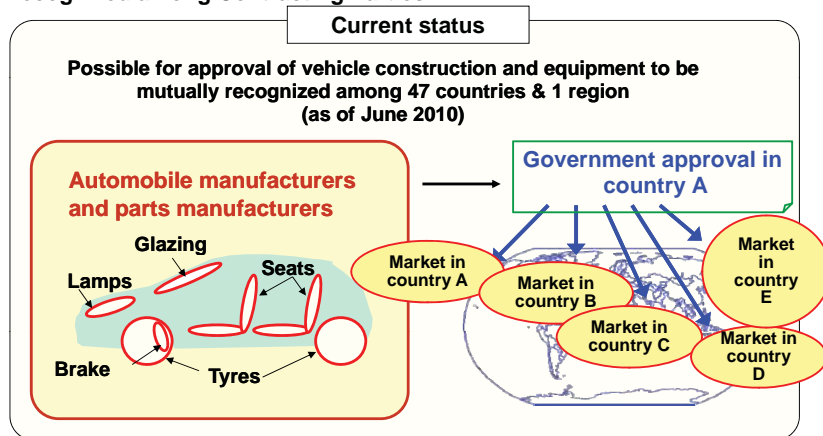 Current status
Possible for approval of vehicle construction and equipment to be
mutually recognized among 47 countries & 1 region
(as of June 2010)
Automobile manufacturers
and parts manufacturers
Glazing
Lamps
Seats
Brake
Tyres
Government approval in
country A
Market in
country A
Market in
country B
Market in
country C
Market in
country
D
Market
in
country
E